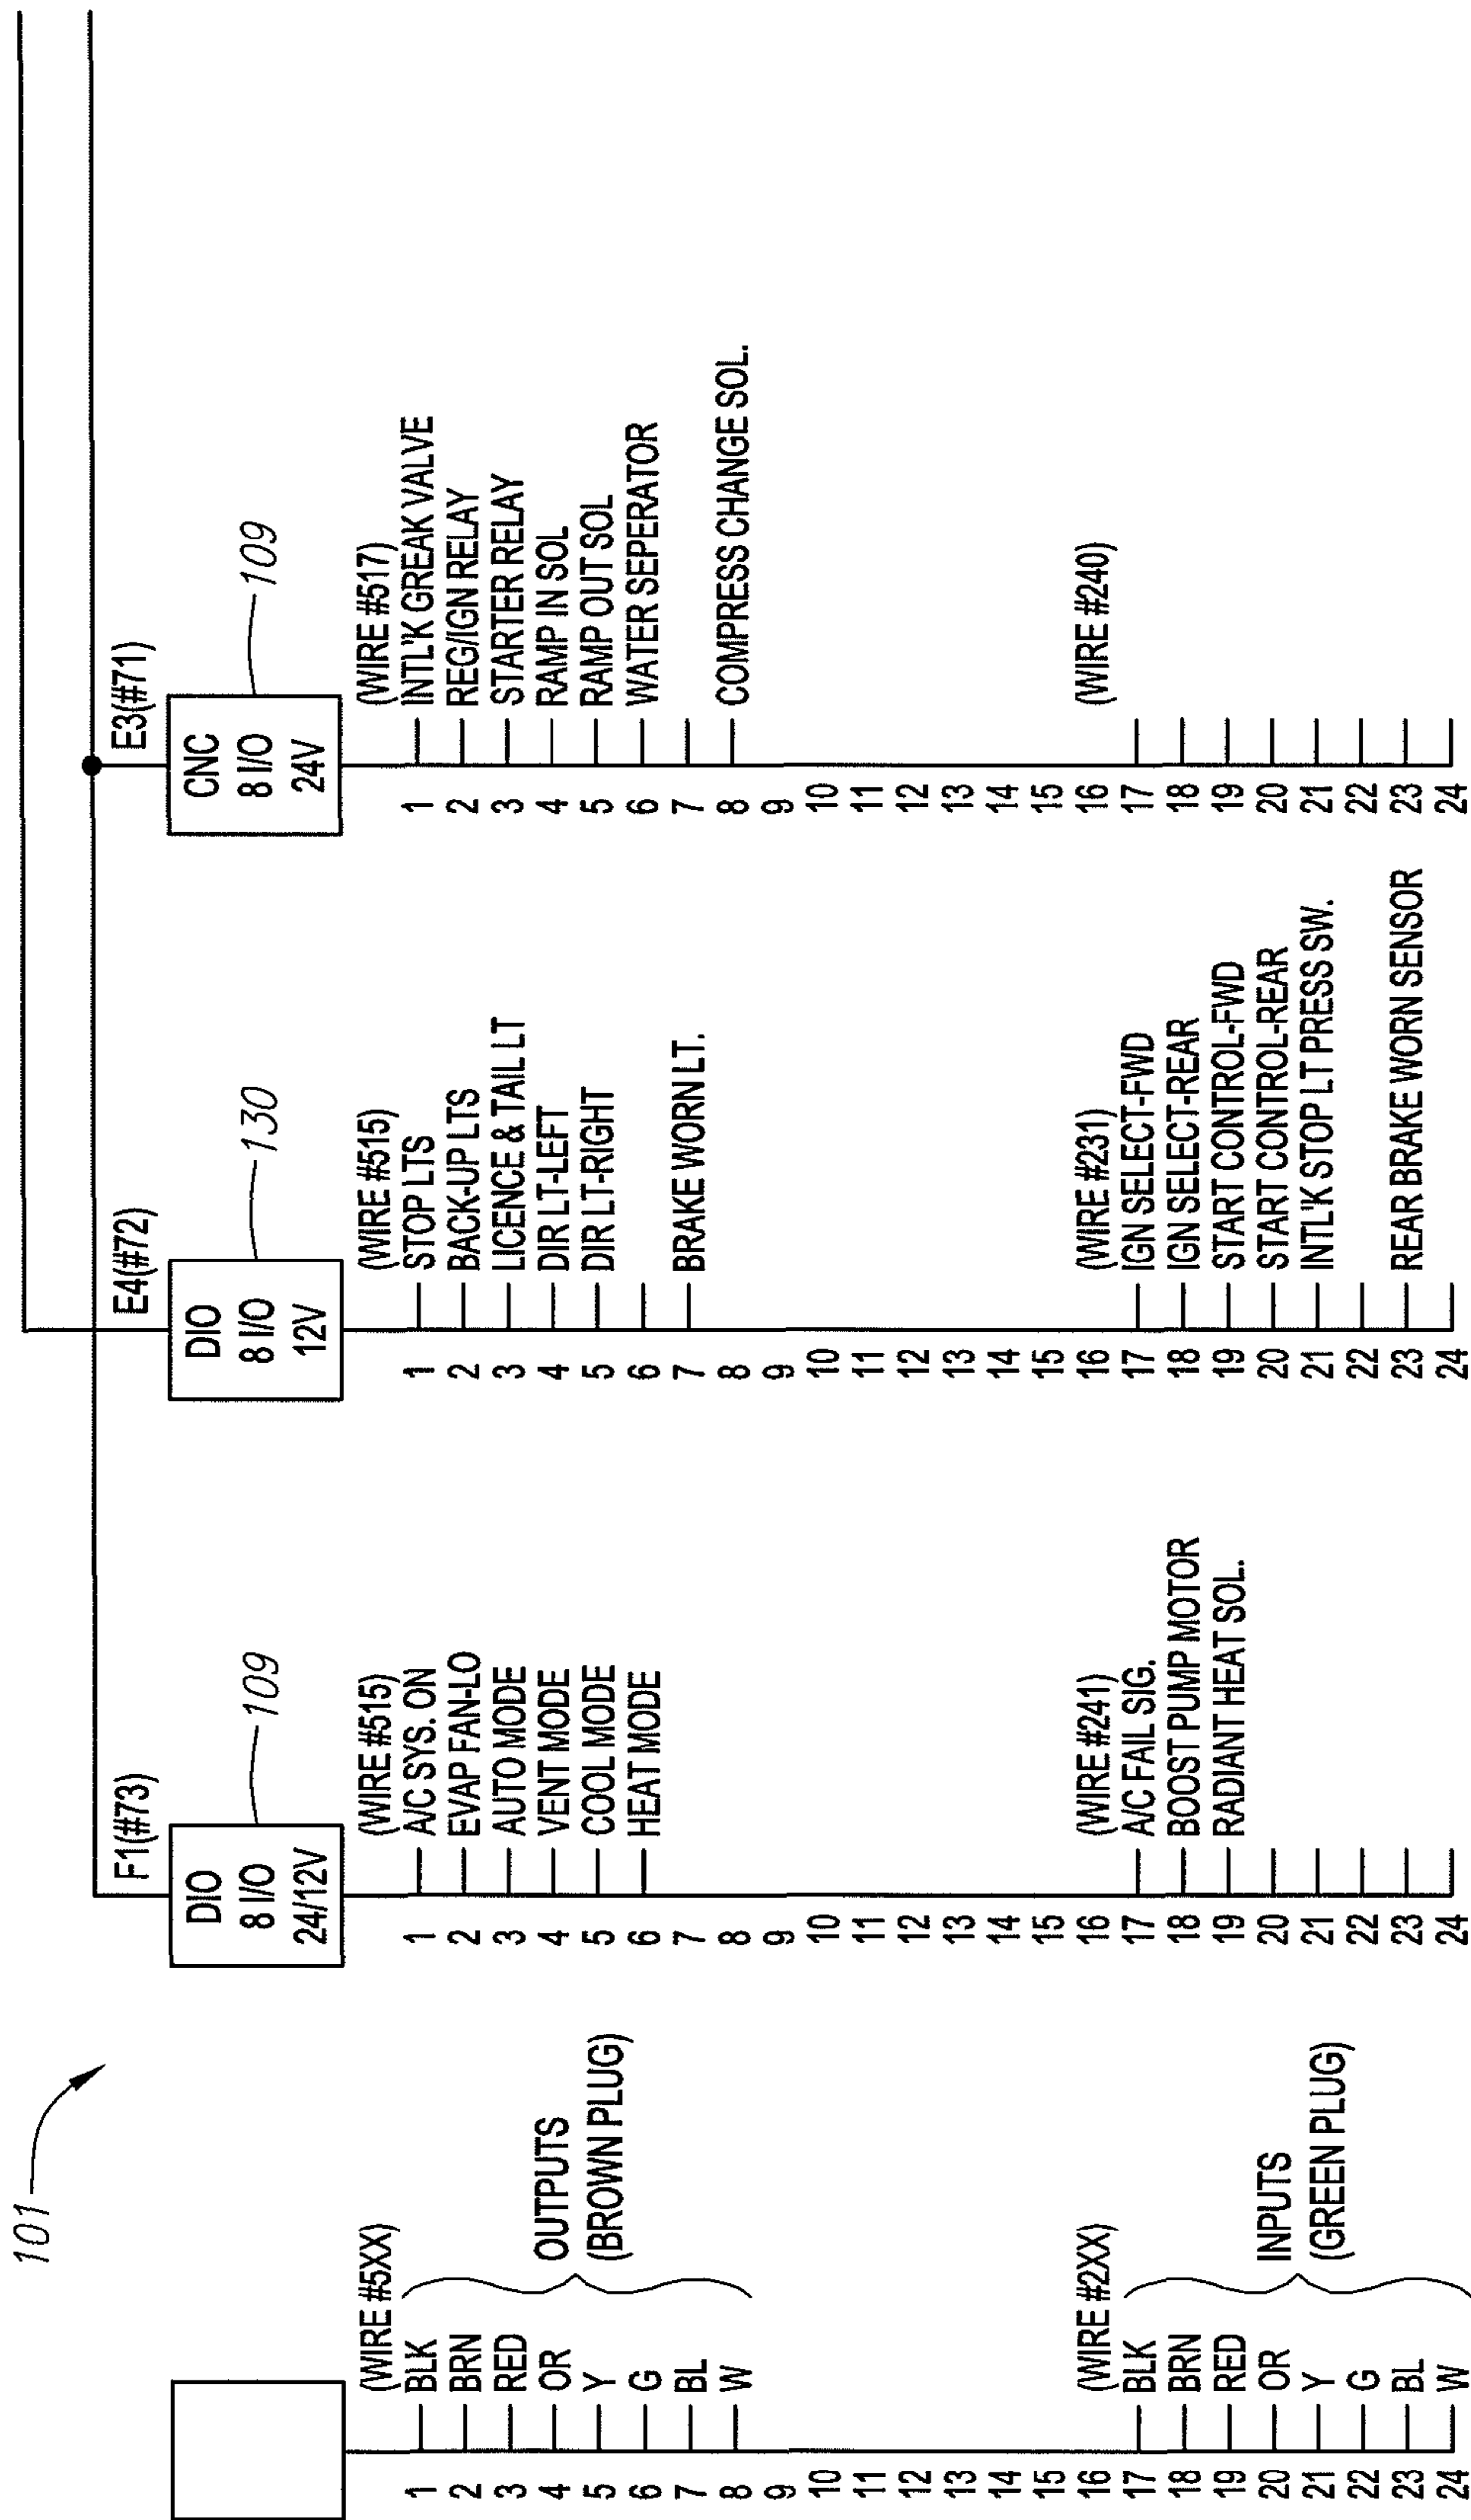 101
(WIRE #5XX)
1 BLK
2 BRN
3 RED
4 OR
5 Y
6 G
7 BL
8 W
9
10
11
12
13
14
15
16
OUTPUTS
(BROWN PLUG)
(WIRE #2XX)
17 BLK
18 BRN
19 RED
20 OR
21 Y
22 G
23 BL
24 W
INPUTS
(GREEN PLUG)
F1(#73)
DIO
8 I/O
24/12V
109
(WIRE #515)
1 A/C SYS. ON
2 EVAP FAN-LO
3 AUTO MODE
4 VENT MODE
5 COOL MODE
6 HEAT MODE
7
8
9
10
11
12
13
14
15
16
(WIRE #241)
17 A/C FAIL SIG.
18 BOOST PUMP MOTOR
19 RADIANT HEAT SOL.
20
21
22
23
24
E4(#72)
DIO
8 I/O
12V
130
(WIRE #515)
1 STOP LTS
2 BACK-UP LTS
3 LICENCE & TAIL LT
4 DIR LT-LEFT
5 DIR LT-RIGHT
6
7 BRAKE WORN LT.
8
9
10
11
12
13
14
15
16
(WIRE #231)
17 IGN SELECT-FWD
18 IGN SELECT-REAR
19 START CONTROL-FWD
20 START CONTROL-REAR
21 INTL'K STOP LT PRESS SW.
22
23 REAR BRAKE WORN SENSOR
24
E3(#71)
CNC
8 I/O
24V
109
(WIRE #517)
1 INTL'K GREAK VALVE
2 REG/IGN RELAY
3 STARTER RELAY
4 RAMP IN SOL
5 RAMP OUT SOL
6 WATER SEPERATOR
7
8 COMPRESS CHANGE SOL.
9
10
11
12
13
14
15
16
(WIRE #240)
17
18
19
20
21
22
23
24